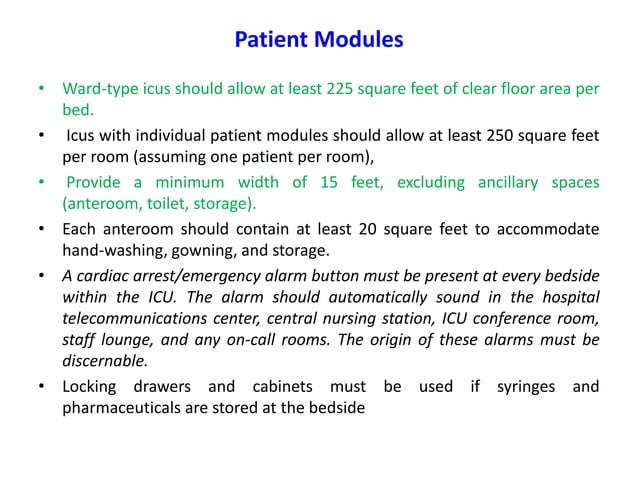 Patient Modules
• Ward-type icus should allow at least 225 square feet of clear floor area per
bed.
• Icus with individual patient modules should allow at least 250 square feet
per room (assuming one patient per room),
• Provide a minimum width of 15 feet, excluding ancillary spaces
(anteroom, toilet, storage).
• Each anteroom should contain at least 20 square feet to accommodate
hand-washing, gowning, and storage.
• A cardiac arrest/emergency alarm button must be present at every bedside
within the ICU. The alarm should automatically sound in the hospital
telecommunications center, central nursing station, ICU conference room,
staff lounge, and any on-call rooms. The origin of these alarms must be
discernable.
• Locking drawers and cabinets must be used if syringes and
pharmaceuticals are stored at the bedside